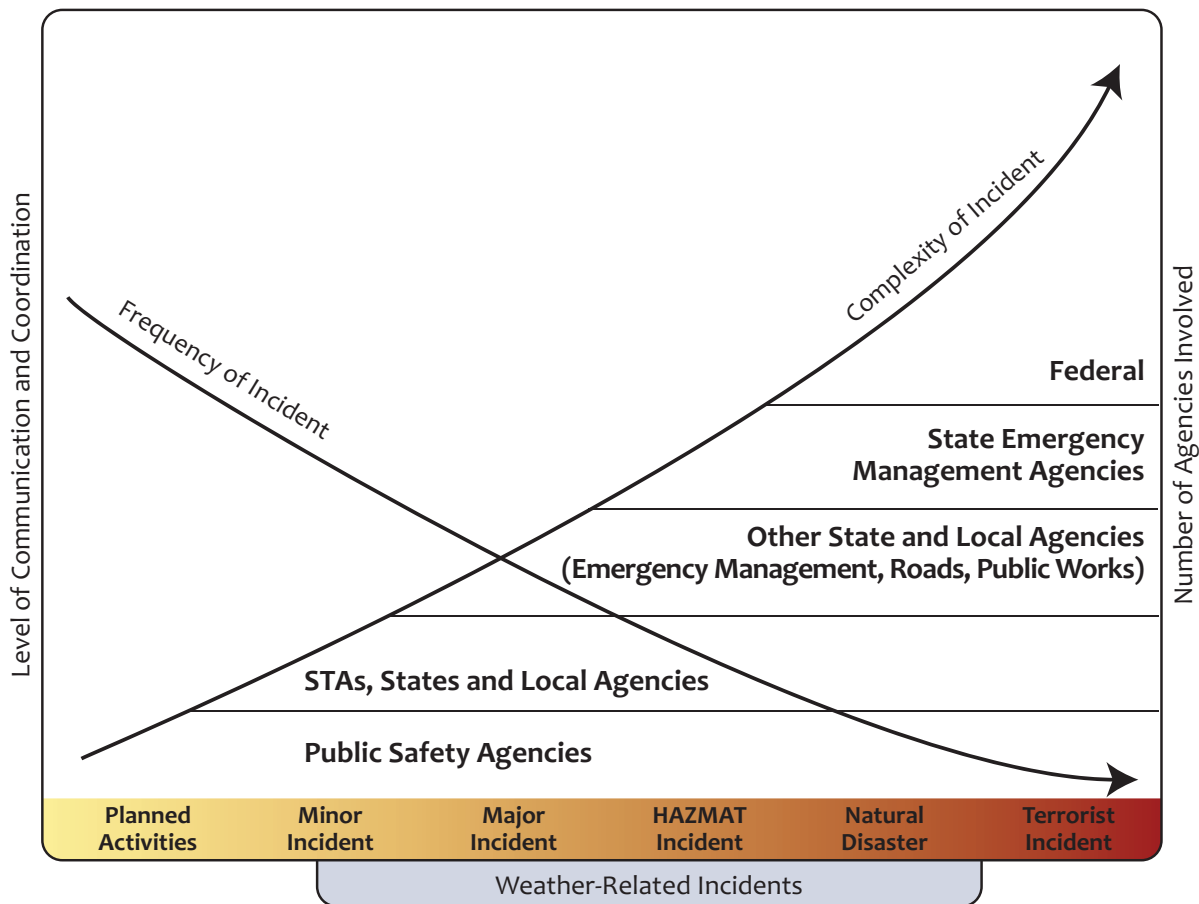 Level of Communication and Coordination
Frequency of Incident
Complexity of Incident
Number of Agencies Involved
Federal
State Emergency
Management Agencies
Other State and Local Agencies
(Emergency Management, Roads, Public Works)
STAs, States and Local Agencies
Public Safety Agencies
Planned
Activities
Minor
Incident
Major
Incident
HAZMAT
Incident
Natural
Disaster
Terrorist
Incident
Weather-Related Incidents